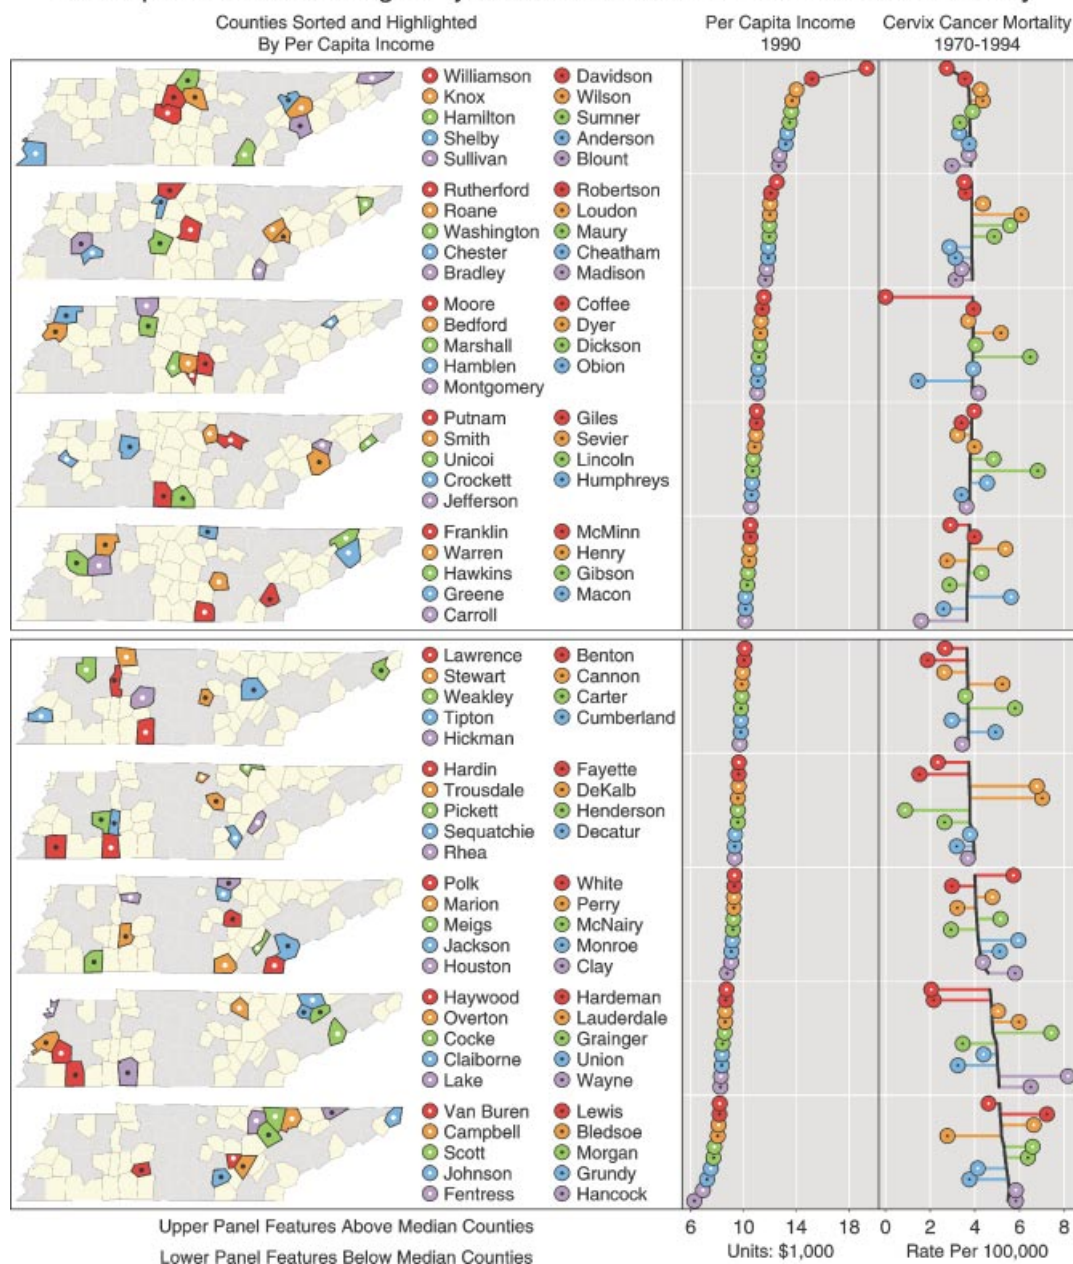 Counties Sorted and Highlighted
By Per Capita Income
Per Capita Income
1990
Cervix Cancer Mortality
1970-1994
Williamson Davidson
Knox Wilson
Hamilton Sumner
Shelby Anderson
Sullivan Blount
Rutherford Robertson
Roane Loudon
Washington Maury
Chester Cheatham
Bradley Madison
Moore Coffee
Bedford Dyer
Marshall Dickson
Hamblen Obion
Montgomery
Putnam Giles
Smith Sevier
Unicoi Lincoln
Crockett Humphreys
Jefferson
Franklin McMinn
Warren Henry
Hawkins Gibson
Greene Macon
Carroll
Lawrence Benton
Stewart Cannon
Weakley Carter
Tipton Cumberland
Hickman
Hardin Fayette
Trousdale DeKalb
Pickett Henderson
Sequatchie Decatur
Rhea
Polk White
Marion Perry
Meigs McNairy
Jackson Monroe
Houston Clay
Haywood Hardeman
Overton Lauderdale
Cocke Grainger
Claiborne Union
Lake Wayne
Van Buren Lewis
Campbell Bledsoe
Scott Morgan
Johnson Grundy
Fentress Hancock
6 10 14 18 0 2 4 6 8
Upper Panel Features Above Median Counties
Lower Panel Features Below Median Counties
Units: $1,000
Rate Per 100,000